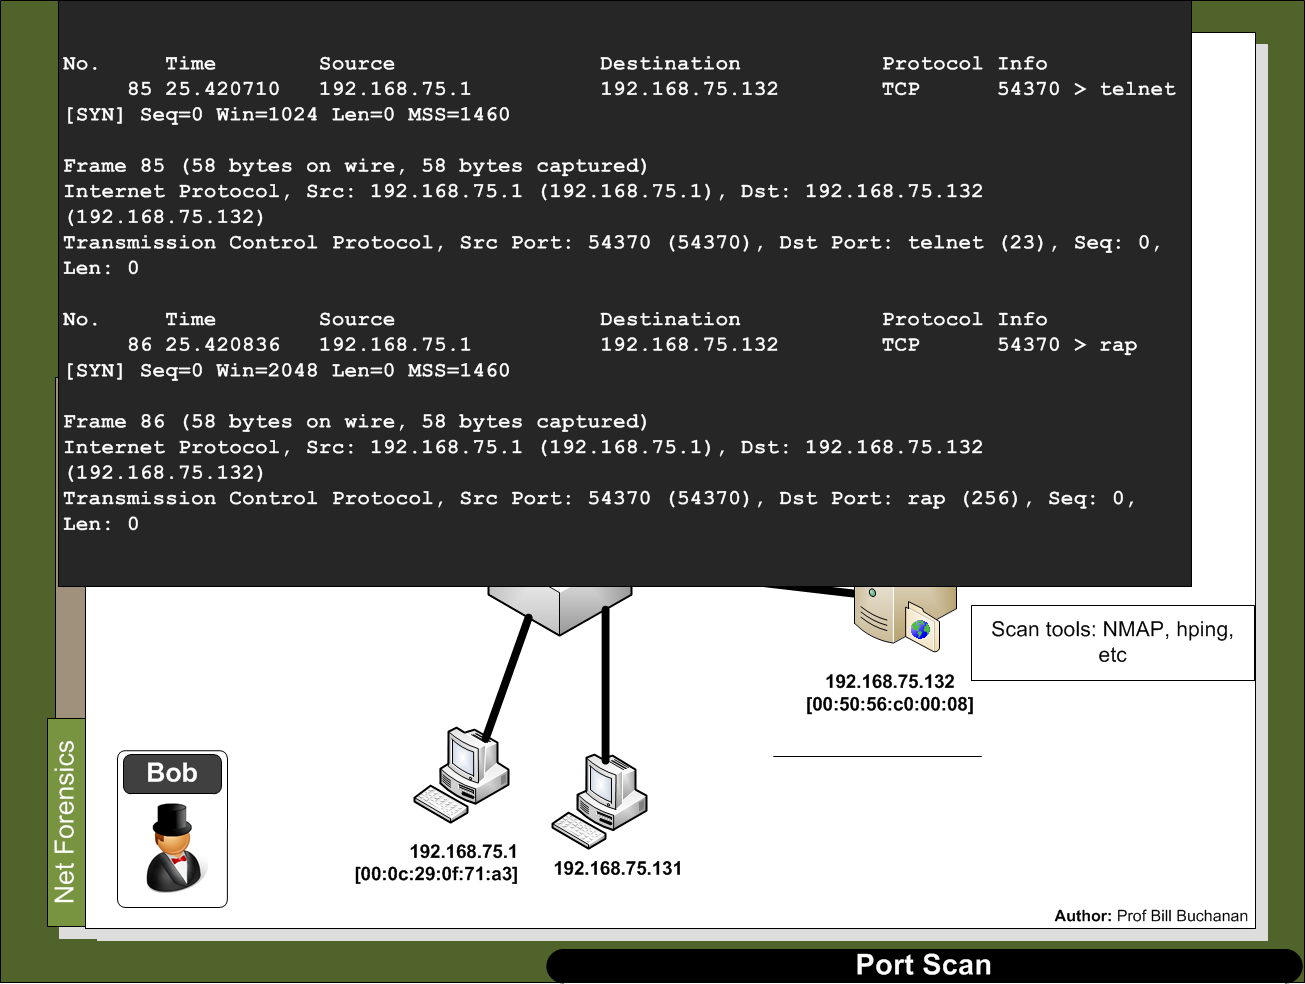 No. Time Source Destination Protocol Info
85 25.420710 192.168.75.1 192.168.75.132 TCP 54370 > telnet
[SYN] Seq=0 Win=1024 Len=0 MSS=1460
Frame 85 (58 bytes on wire, 58 bytes captured)
Internet Protocol, Src: 192.168.75.1 (192.168.75.1), Dst: 192.168.75.132
(192.168.75.132)
Transmission Control Protocol, Src Port: 54370 (54370), Dst Port: telnet (23), Seq: 0,
Len: 0
No. Time Source Destination Protocol Info
86 25.420836 192.168.75.1 192.168.75.132 TCP 54370 > rap
[SYN] Seq=0 Win=2048 Len=0 MSS=1460
Frame 86 (58 bytes on wire, 58 bytes captured)
Internet Protocol, Src: 192.168.75.1 (192.168.75.1), Dst: 192.168.75.132
(192.168.75.132)
Transmission Control Protocol, Src Port: 54370 (54370), Dst Port: rap (256), Seq: 0,
Len: 0
Scan tools: NMAP, hping,
etc
192.168.75.132
[00:50:56:c0:00:08]
Net Forensics
Bob
192.168.75.1
[00:0c:29:0f:71:a3]
192.168.75.131
Author: Prof Bill Buchanan
Port Scan